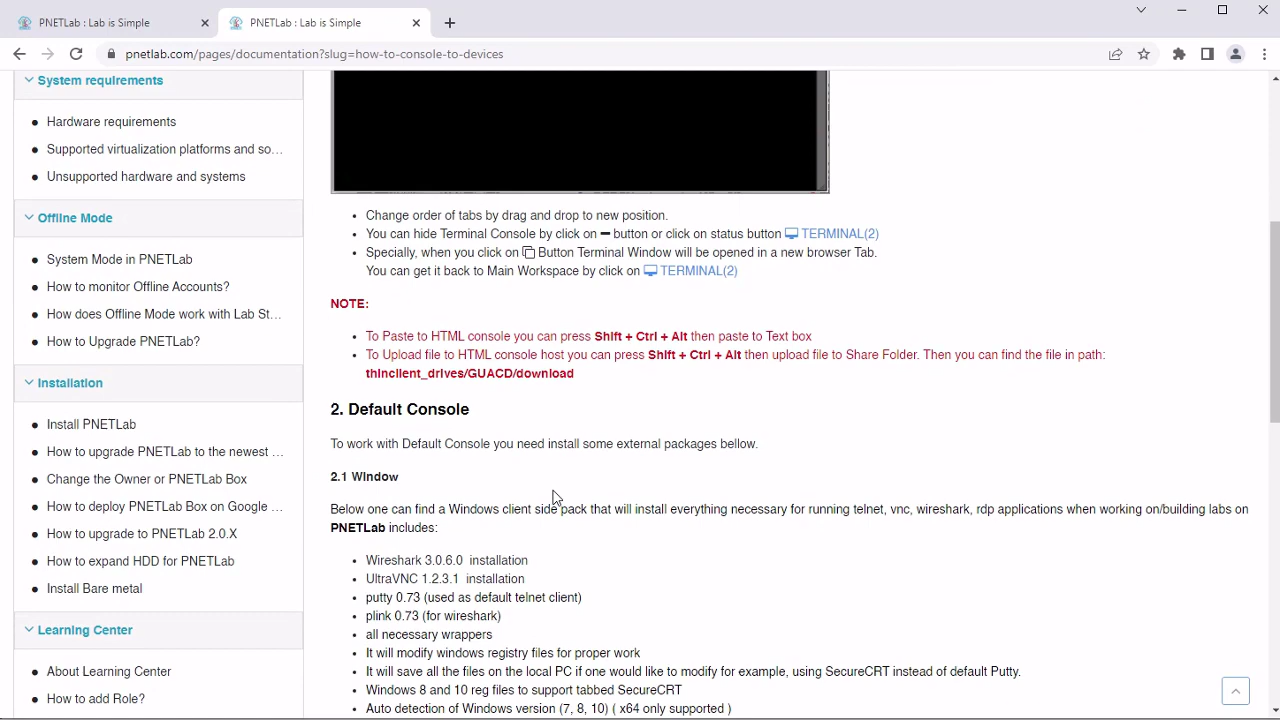 PNETLab : Lab is Simple
PNETLab : Lab is Simple
pnetlab.com/pages/documentation?slug=how-to-console-to-devices
System requirements
Hardware requirements
Supported virtualization platforms and so...
Unsupported hardware and systems
Offline Mode
System Mode in PNETLab
How to monitor Offline Accounts?
How does Offline Mode work with Lab St...
How to Upgrade PNETLab?
Installation
Install PNETLab
How to upgrade PNETLab to the newest ...
Change the Owner or PNETLab Box
How to deploy PNETLab Box on Google ...
How to upgrade to PNETLab 2.0.X
How to expand HDD for PNETLab
Install Bare metal
Learning Center
About Learning Center
How to add Role?
Change order of tabs by drag and drop to new position.
You can hide Terminal Console by click on button or click on status button TERMINAL(2)
Specially, when you click on Button Terminal Window will be opened in a new browser Tab.
You can get it back to Main Workspace by click on TERMINAL(2)
NOTE:
To Paste to HTML console you can press Shift + Ctrl + Alt then paste to Text box
To Upload file to HTML console host you can press Shift + Ctrl + Alt then upload file to Share Folder. Then you can find the file in path:
thinclient_drives/GUACD/download
2. Default Console
To work with Default Console you need install some external packages bellow.
2.1 Window
Below one can find a Windows client side pack that will install everything necessary for running telnet, vnc, wireshark, rdp applications when working on/building labs on
PNETLab includes:
Wireshark 3.0.6.0 installation
UltraVNC 1.2.3.1 installation
putty 0.73 (used as default telnet client)
plink 0.73 (for wireshark)
all necessary wrappers
It will modify windows registry files for proper work
It will save all the files on the local PC if one would like to modify for example, using SecureCRT instead of default Putty.
Windows 8 and 10 reg files to support tabbed SecureCRT
Auto detection of Windows version (7, 8, 10) ( x64 only supported )